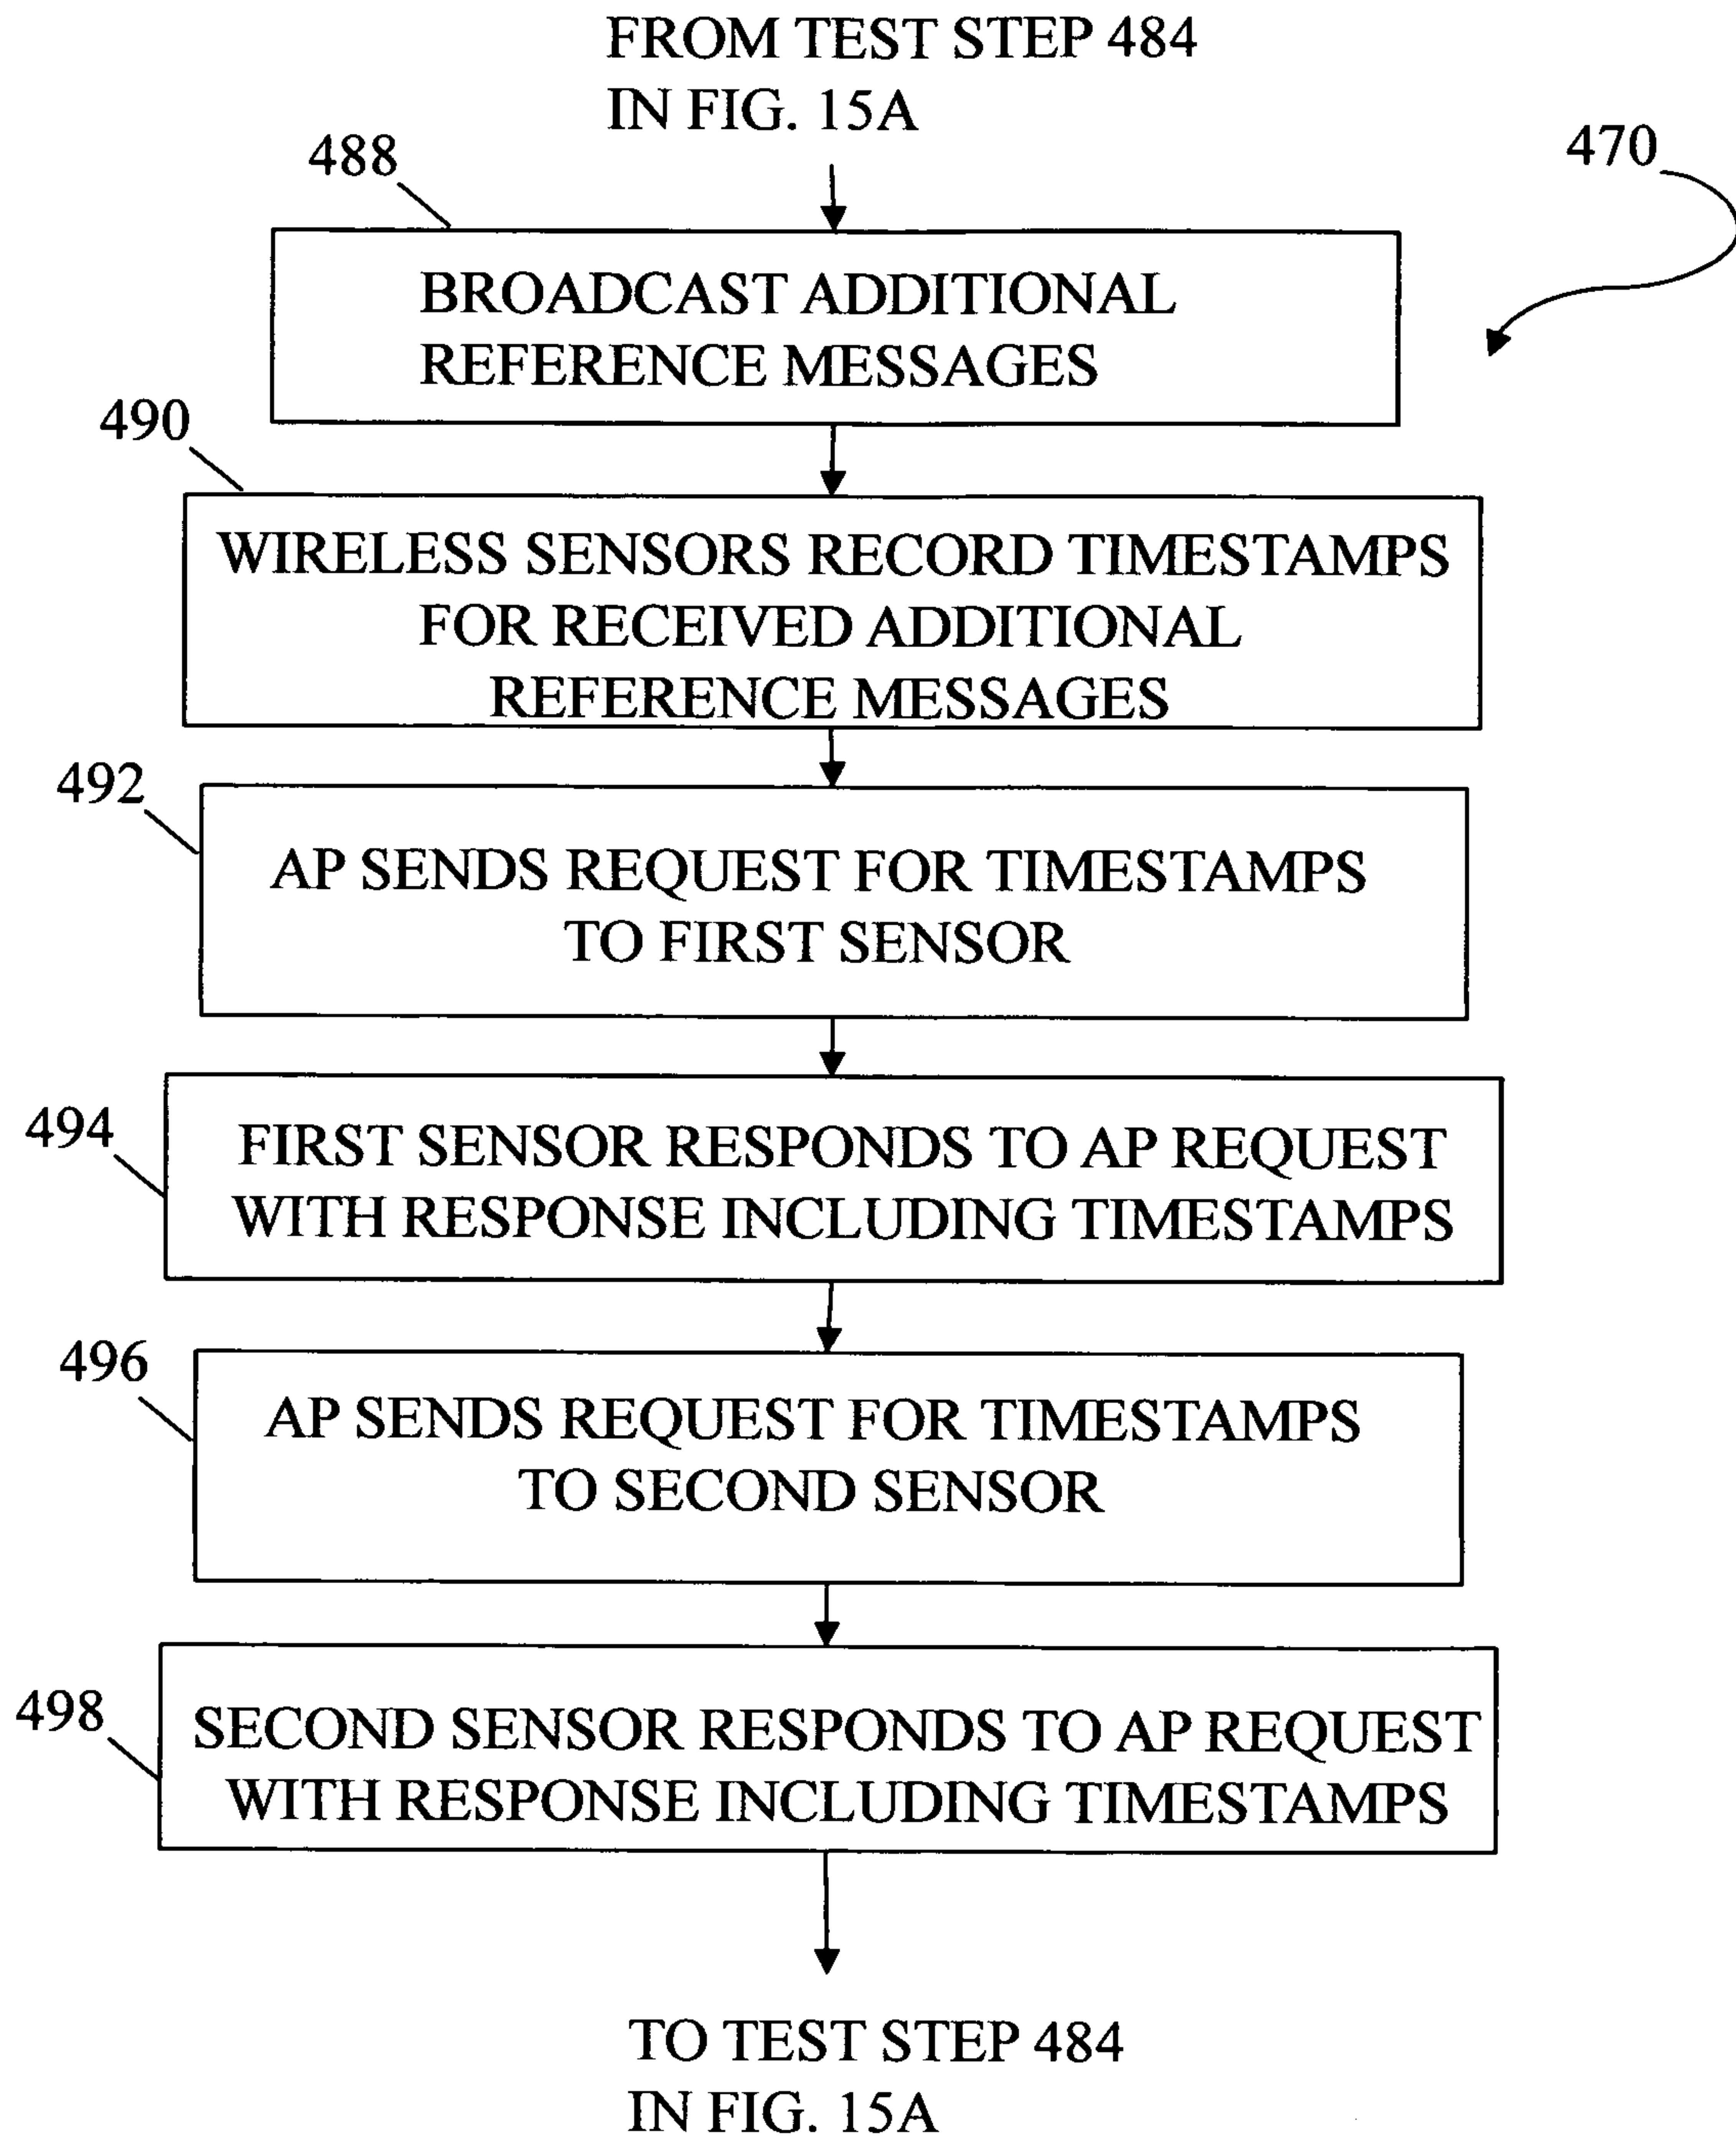 FROM TEST STEP 484
IN FIG. 15A
488
470
BROADCAST ADDITIONAL
REFERENCE MESSAGES
490
WIRELESS SENSORS RECORD TIMESTAMPS
FOR RECEIVED ADDITIONAL
REFERENCE MESSAGES
492
AP SENDS REQUEST FOR TIMESTAMPS
TO FIRST SENSOR
494
FIRST SENSOR RESPONDS TO AP REQUEST
WITH RESPONSE INCLUDING TIMESTAMPS
496
AP SENDS REQUEST FOR TIMESTAMPS
TO SECOND SENSOR
498
SECOND SENSOR RESPONDS TO AP REQUEST
WITH RESPONSE INCLUDING TIMESTAMPS
TO TEST STEP 484
IN FIG. 15A